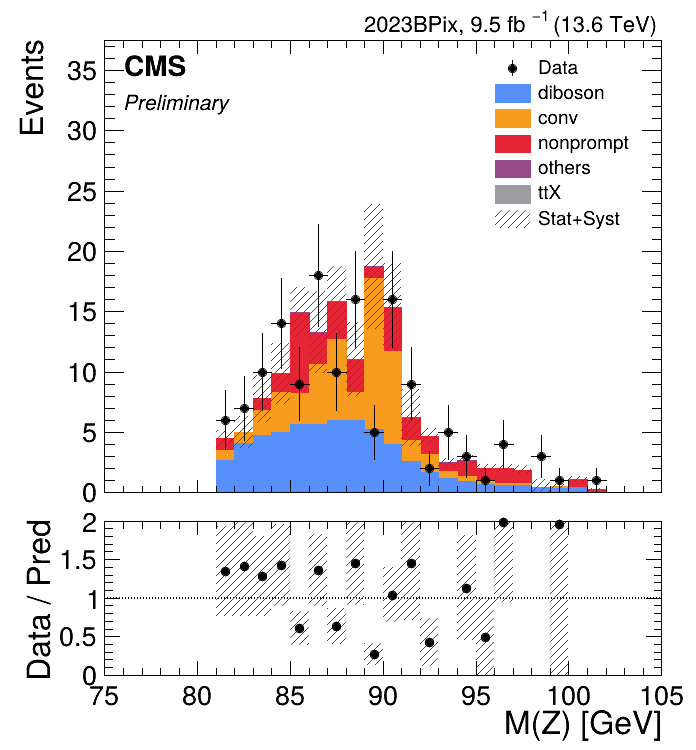 2023BPix, 9.5 fb⁻¹ (13.6 TeV)
CMS
Preliminary
Data
diboson
conv
nonprompt
others
ttX
Stat+Syst
Events
35
30
25
20
15
10
5
0
Data / Pred
2
1.5
1
0.5
0
75 80 85 90 95 100 105
M(Z) [GeV]